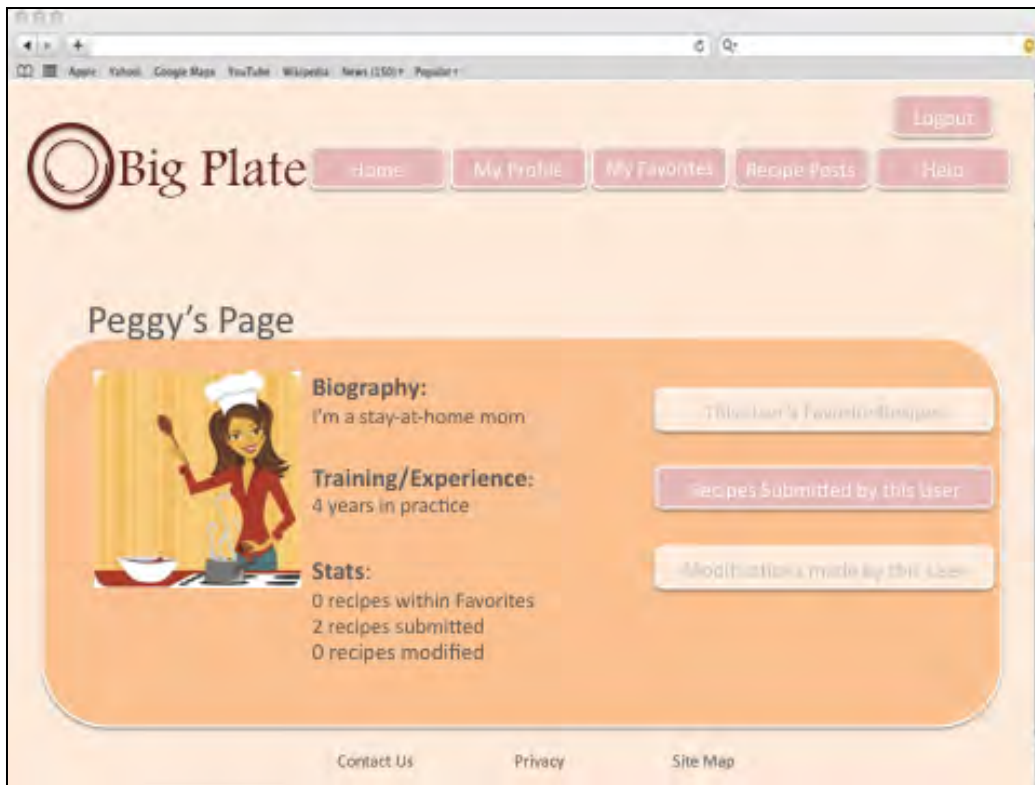 Apple Yahoo! Google Maps YouTube Wikipedia News (150) Popular
Logout
Big Plate
Home My Profile My Favorites Recipe Posts Help
Peggy's Page
Biography:
I'm a stay-at-home mom
This User's Favorite Recipes
Training/Experience:
4 years in practice
Recipes Submitted by this User
Stats:
0 recipes within Favorites
2 recipes submitted
0 recipes modified
Modifications made by this User
Contact Us Privacy Site Map